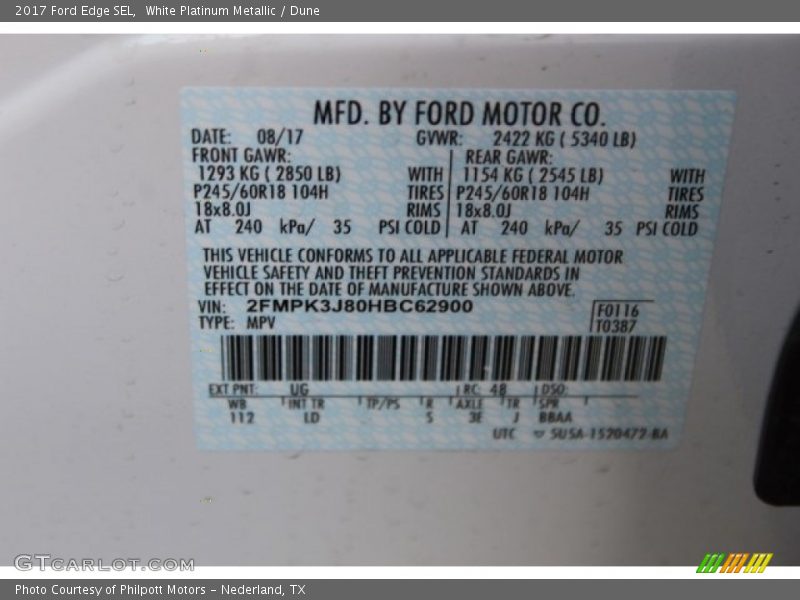 2017 Ford Edge SEL,  White Platinum Metallic / Dune
MFD. BY FORD MOTOR CO.
DATE: 08/17 GVWR: 2422 KG ( 5340 LB)
FRONT GAWR: REAR GAWR:
1293 KG ( 2850 LB) WITH 1154 KG ( 2545 LB) WITH
P245/60R18 104H TIRES P245/60R18 104H TIRES
18x8.0J RIMS 18x8.0J RIMS
AT 240 kPa/ 35 PSI COLD AT 240 kPa/ 35 PSI COLD
THIS VEHICLE CONFORMS TO ALL APPLICABLE FEDERAL MOTOR
VEHICLE SAFETY AND THEFT PREVENTION STANDARDS IN
EFFECT ON THE DATE OF MANUFACTURE SHOWN ABOVE.
VIN: 2FMPK3J80HBC62900 F0116
TYPE: MPV T0387
EXT PNT: UG RC: 48 DSO:
WB INT TR TP/PS R AXLE TR SPR
112 LD S 3E J BBAA
UTC 5USA-1520472-BA
GTCARLOT.COM
Photo Courtesy of Philpott Motors – Nederland, TX